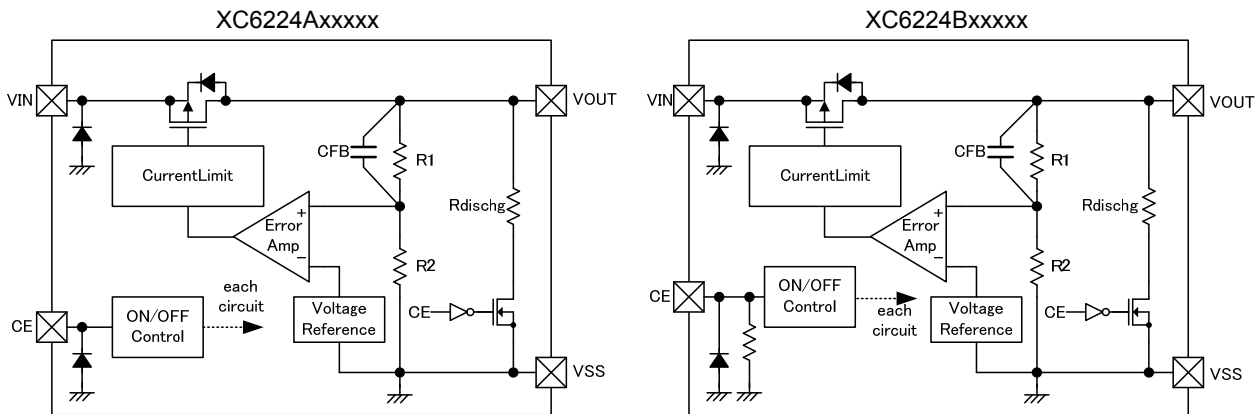 XC6224Axxxxx
VIN
VOUT
CurrentLimit
CFB
R1
Rdischg
+
Error
Amp
−
R2
each
circuit
CE
ON/OFF
Control
Voltage
Reference
CE
VSS
XC6224Bxxxxx
VIN
VOUT
CurrentLimit
CFB
R1
Rdischg
+
Error
Amp
−
R2
CE
ON/OFF
Control
each
circuit
Voltage
Reference
CE
VSS